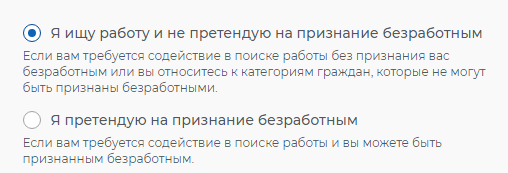 Я ищу работу и не претендую на признание безработным
Если вам требуется содействие в поиске работы без признания вас
безработным или вы относитесь к категориям граждан, которые не могут
быть признаны безработными.
Я претендую на признание безработным
Если вам требуется содействие в поиске работы и вы можете быть
признанным безработным.